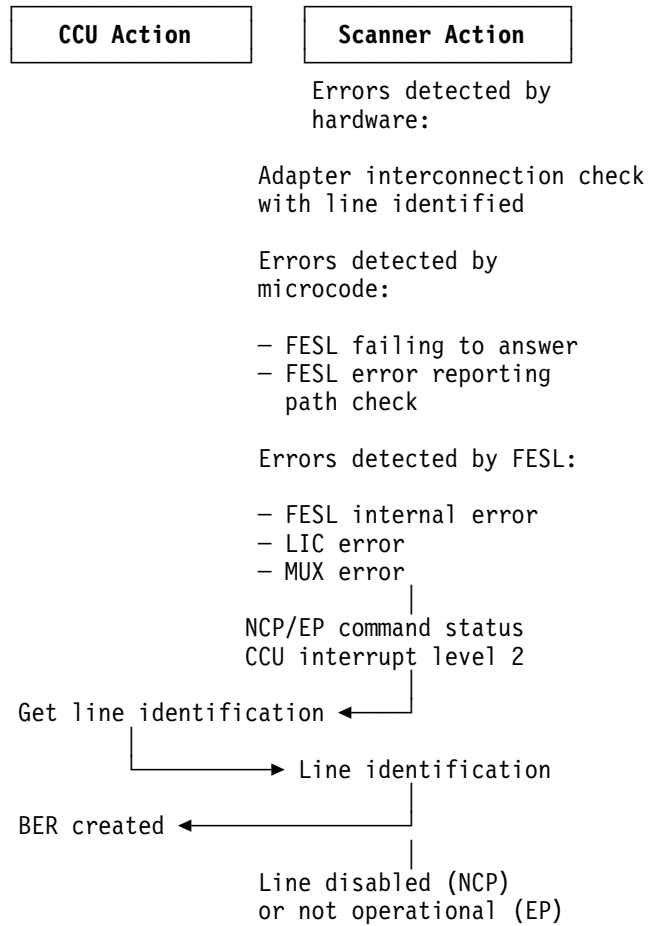 CCU Action Scanner Action
Errors detected by
hardware:
Adapter interconnection check
with line identified
Errors detected by
microcode:
— FESL failing to answer
— FESL error reporting
path check
Errors detected by FESL:
— FESL internal error
— LIC error
— MUX error
NCP/EP command status
CCU interrupt level 2
Get line identification
Line identification
BER created
Line disabled (NCP)
or not operational (EP)